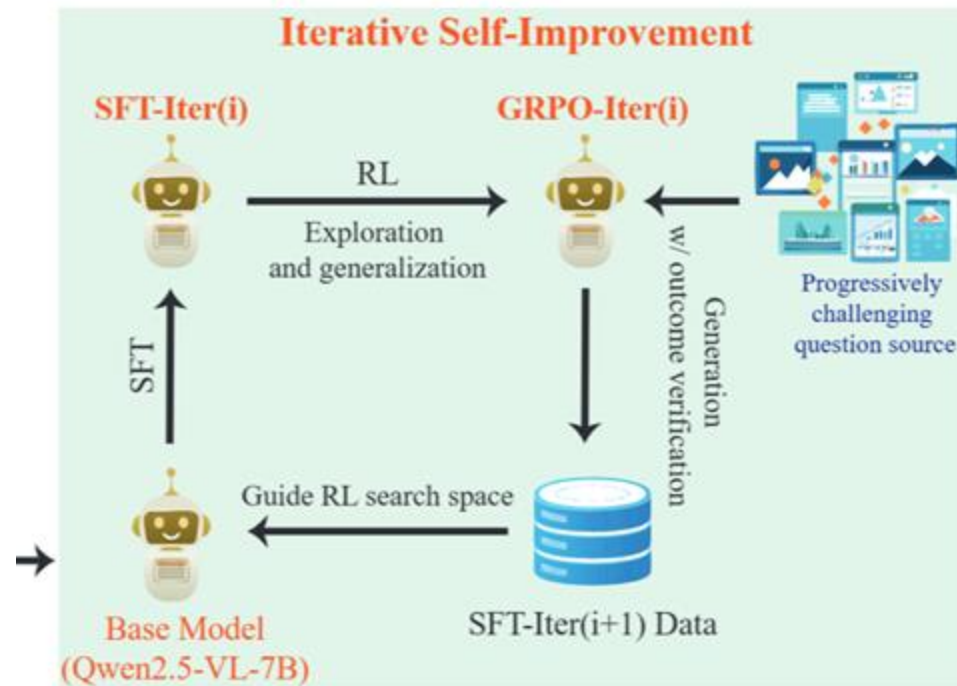 Iterative Self-Improvement
SFT-Iter(i)
GRPO-Iter(i)
RL
Exploration
and generalization
SFT
Generation
w/ outcome verification
Progressively
challenging
question source
Guide RL search space
Base Model
(Qwen2.5-VL-7B)
SFT-Iter(i+1) Data